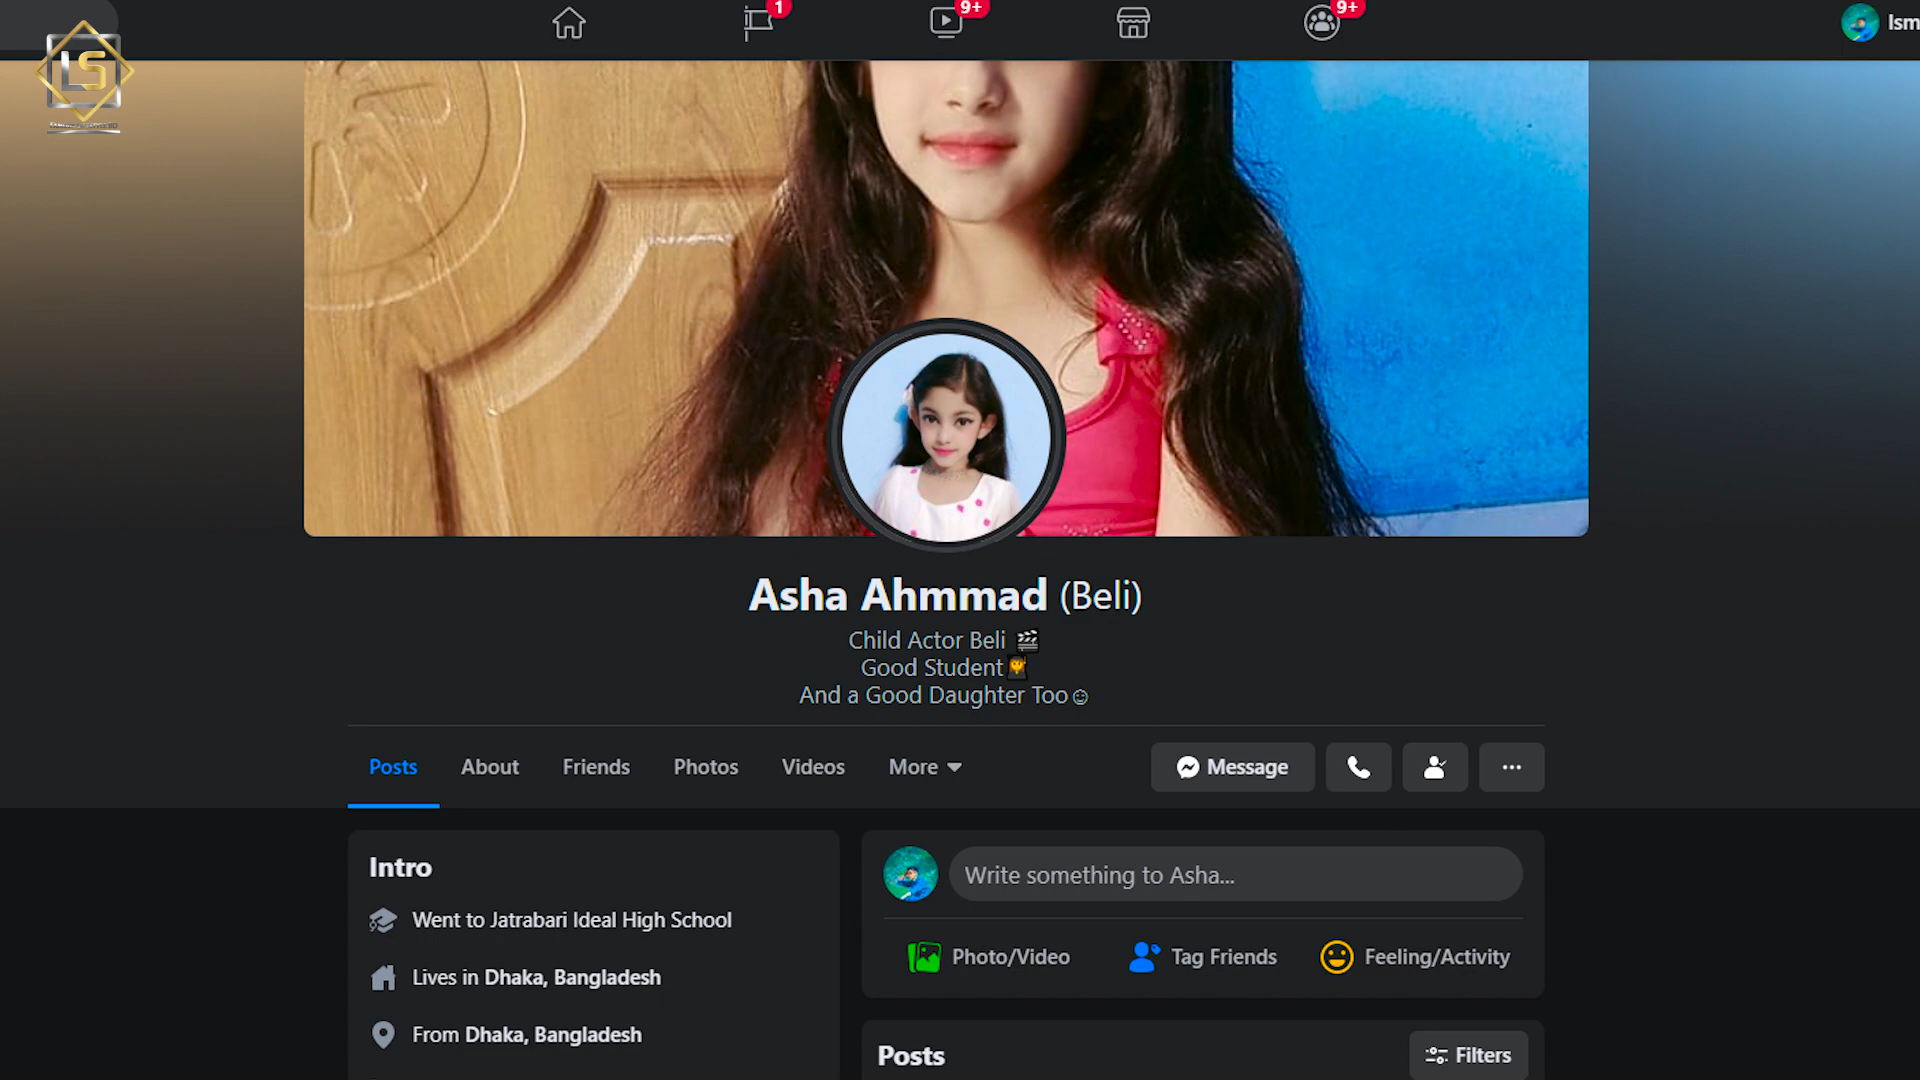 1
9+
9+
Ism
LS
Asha Ahmmad (Beli)
Child Actor Beli 🎬
Good Student👩‍🎓
And a Good Daughter Too☺
Posts
About
Friends
Photos
Videos
More
Message
Intro
Went to Jatrabari Ideal High School
Lives in Dhaka, Bangladesh
From Dhaka, Bangladesh
Write something to Asha...
Photo/Video
Tag Friends
Feeling/Activity
Posts
Filters